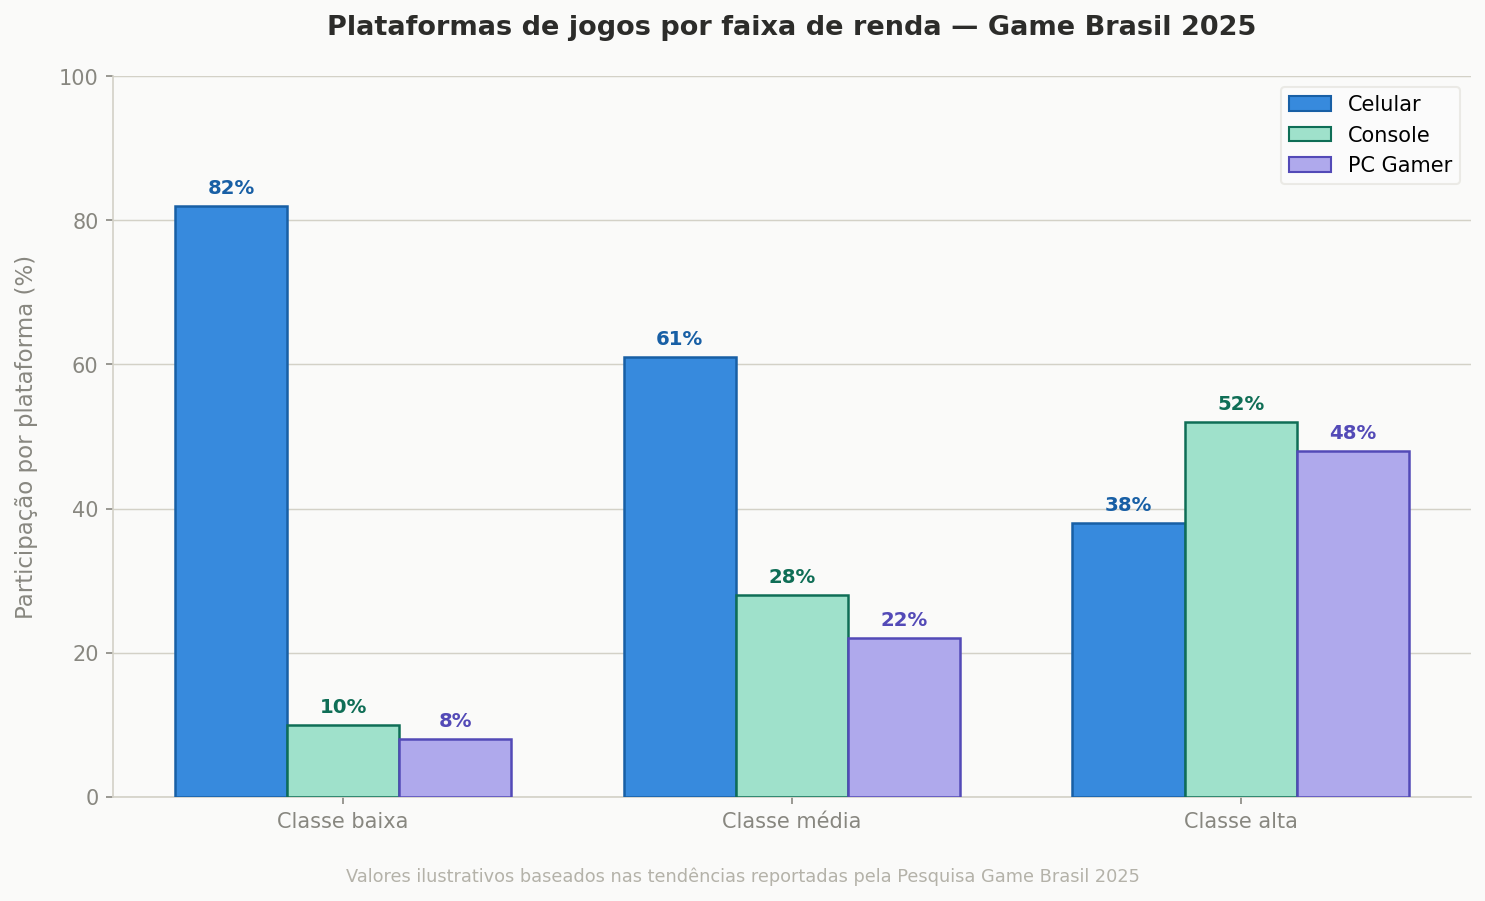 Plataformas de jogos por faixa de renda — Game Brasil 2025
Participação por plataforma (%)
100
80
60
40
20
0
Celular
Console
PC Gamer
82%
10%
8%
61%
28%
22%
38%
52%
48%
Classe baixa
Classe média
Classe alta
Valores ilustrativos baseados nas tendências reportadas pela Pesquisa Game Brasil 2025